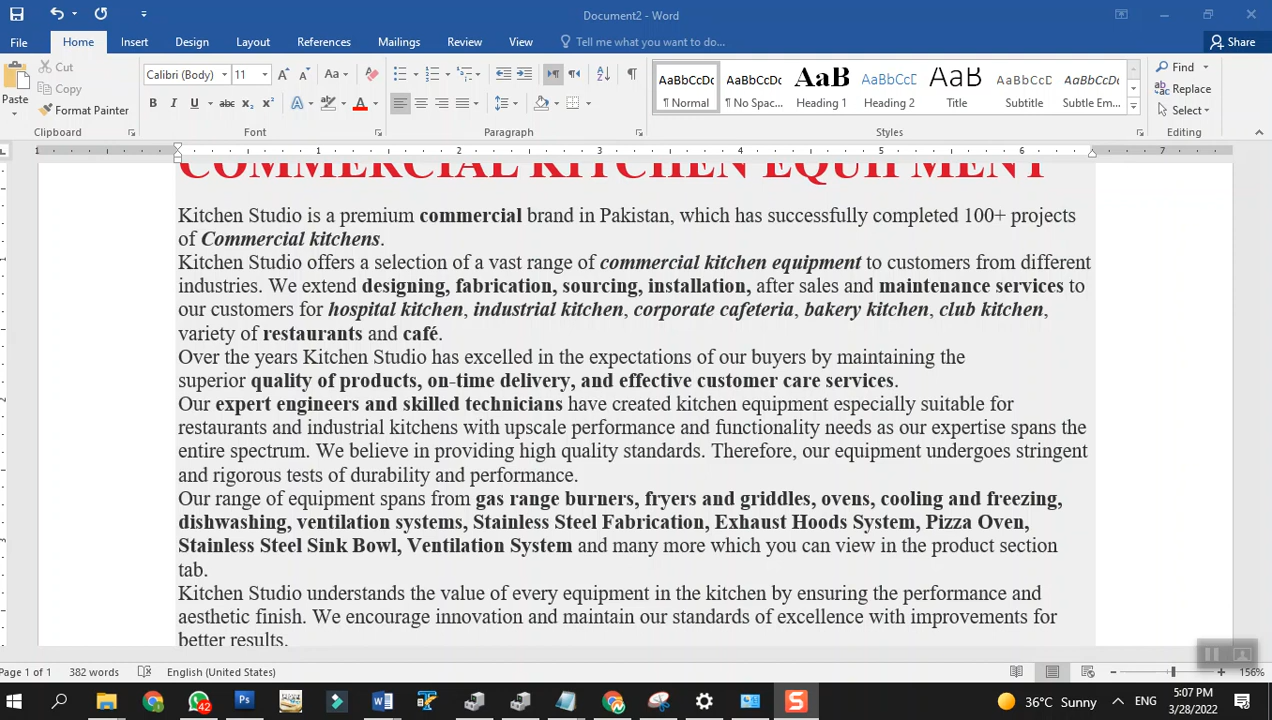 Document2 - Word
File
Home
Insert
Design
Layout
References
Mailings
Review
View
Tell me what you want to do...
Share
Paste
Cut
Copy
Format Painter
Clipboard
Calibri (Body)
11
Font
Paragraph
AaBbCcDc
¶ Normal
AaBbCcDc
¶ No Spac...
AaB
Heading 1
AaBbCcD
Heading 2
AaB
Title
AaBbCcD
Subtitle
AaBbCcDc
Subtle Em...
Styles
Find
Replace
Select
Editing
1 1 2 3 4 5 6 7
COMMERCIAL KITCHEN EQUIPMENT
Kitchen Studio is a premium commercial brand in Pakistan, which has successfully completed 100+ projects
of Commercial kitchens.
Kitchen Studio offers a selection of a vast range of commercial kitchen equipment to customers from different
industries. We extend designing, fabrication, sourcing, installation, after sales and maintenance services to
our customers for hospital kitchen, industrial kitchen, corporate cafeteria, bakery kitchen, club kitchen,
variety of restaurants and café.
Over the years Kitchen Studio has excelled in the expectations of our buyers by maintaining the
superior quality of products, on-time delivery, and effective customer care services.
Our expert engineers and skilled technicians have created kitchen equipment especially suitable for
restaurants and industrial kitchens with upscale performance and functionality needs as our expertise spans the
entire spectrum. We believe in providing high quality standards. Therefore, our equipment undergoes stringent
and rigorous tests of durability and performance.
Our range of equipment spans from gas range burners, fryers and griddles, ovens, cooling and freezing,
dishwashing, ventilation systems, Stainless Steel Fabrication, Exhaust Hoods System, Pizza Oven,
Stainless Steel Sink Bowl, Ventilation System and many more which you can view in the product section
tab.
Kitchen Studio understands the value of every equipment in the kitchen by ensuring the performance and
aesthetic finish. We encourage innovation and maintain our standards of excellence with improvements for
better results.
Page 1 of 1
382 words
English (United States)
156%
42
36°C Sunny
ENG
5:07 PM
3/28/2022